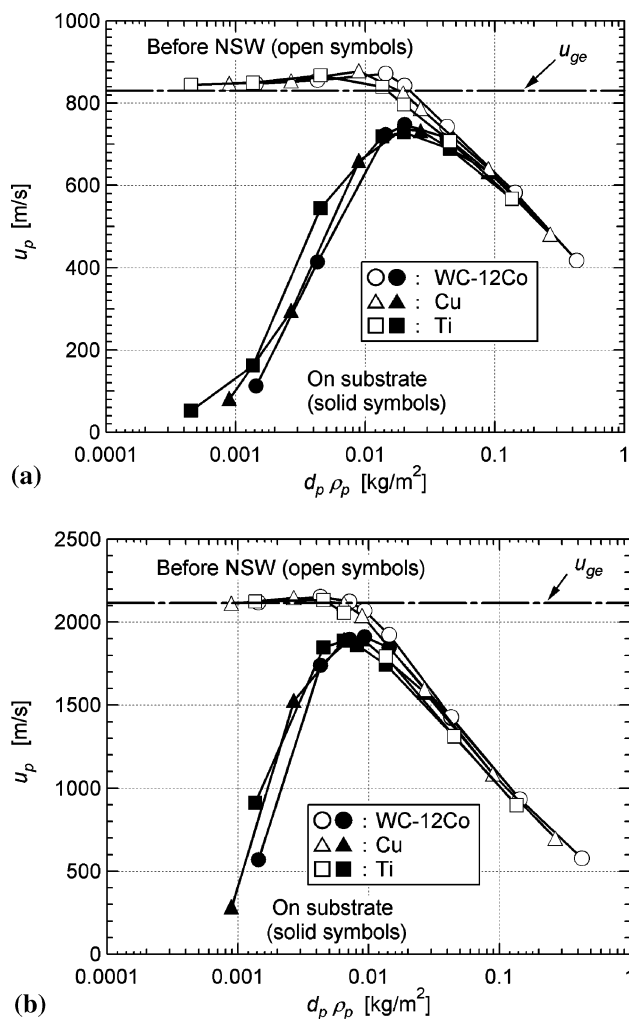 1000
Before NSW (open symbols)
u_ge
800
600
u_p [m/s]
400
: WC-12Co
: Cu
: Ti
200
On substrate
(solid symbols)
0
0.0001 0.001 0.01 0.1 1
(a)
d_p ρ_p [kg/m²]
2500
Before NSW (open symbols)
u_ge
2000
1500
u_p [m/s]
1000
: WC-12Co
: Cu
: Ti
500
On substrate
(solid symbols)
0
0.0001 0.001 0.01 0.1 1
(b)
d_p ρ_p [kg/m²]